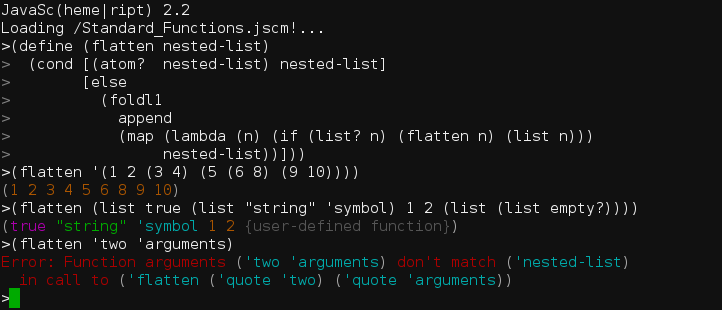 JavaSc(heme|ript) 2.2
Loading /Standard_Functions.jscm!...
>(define (flatten nested-list)
>  (cond [(atom?  nested-list) nested-list]
>        [else
>          (foldl1
>            append
>            (map (lambda (n) (if (list? n) (flatten n) (list n)))
>                 nested-list))]))
>(flatten '(1 2 (3 4) (5 (6 8) (9 10))))
(1 2 3 4 5 6 8 9 10)
>(flatten (list true (list "string" 'symbol) 1 2 (list (list empty?))))
(true "string" 'symbol 1 2 {user-defined function})
>(flatten 'two 'arguments)
Error: Function arguments ('two 'arguments) don't match ('nested-list)
  in call to ('flatten ('quote 'two) ('quote 'arguments))
>